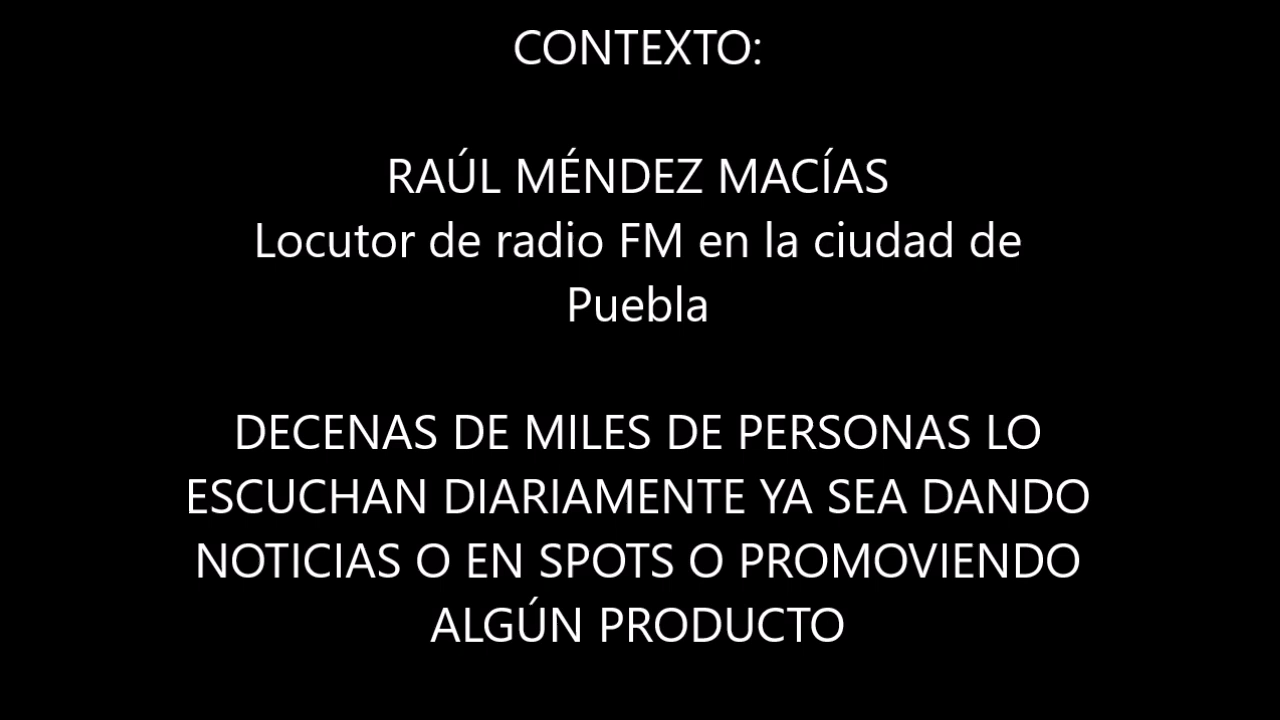 CONTEXTO:
RAÚL MÉNDEZ MACÍAS
Locutor de radio FM en la ciudad de
Puebla
DECENAS DE MILES DE PERSONAS LO
ESCUCHAN DIARIAMENTE YA SEA DANDO
NOTICIAS O EN SPOTS O PROMOVIENDO
ALGÚN PRODUCTO